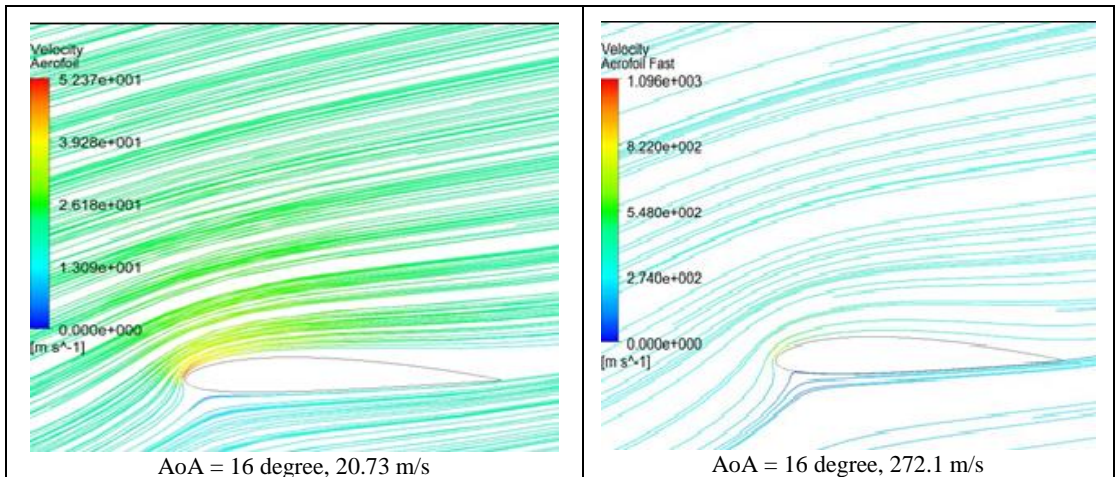 Velocity
Aerofoil
5.237e+001
3.928e+001
2.618e+001
1.309e+001
0.000e+000
[m s^-1]
AoA = 16 degree, 20.73 m/s
Velocity
Aerofoil Fast
1.096e+003
8.220e+002
5.480e+002
2.740e+002
0.000e+000
[m s^-1]
AoA = 16 degree, 272.1 m/s